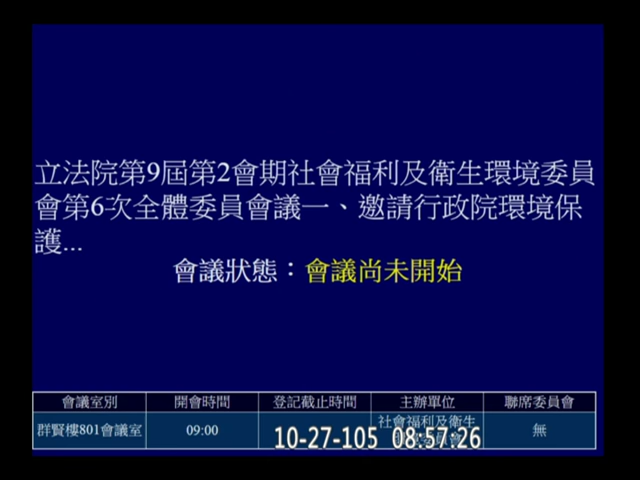 立法院第9屆第2會期社會福利及衛生環境委員
會第6次全體委員會議一、邀請行政院環境保
護...
會議狀態：會議尚未開始
會議室別 開會時間 登記截止時間 主辦單位 聯席委員會
群賢樓801會議室 09:00 社會福利及衛生 無
10-27-105 08:57:26